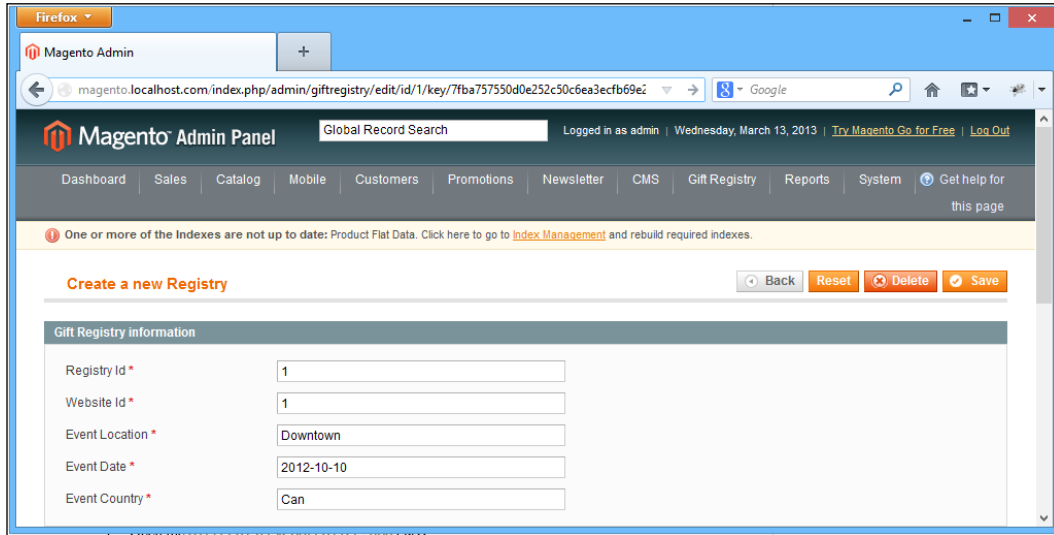 Firefox
Magento Admin
magento.localhost.com/index.php/admin/giftregistry/edit/id/1/key/7fba757550d0e252c50c6ea3ecfb69e2
Google
Magento Admin Panel
Global Record Search
Logged in as admin | Wednesday, March 13, 2013 | Try Magento Go for Free | Log Out
Dashboard Sales Catalog Mobile Customers Promotions Newsletter CMS Gift Registry Reports System Get help for
this page
One or more of the Indexes are not up to date: Product Flat Data. Click here to go to Index Management and rebuild required indexes.
Create a new Registry
Back Reset Delete Save
Gift Registry information
Registry Id * 1
Website Id * 1
Event Location * Downtown
Event Date * 2012-10-10
Event Country * Can